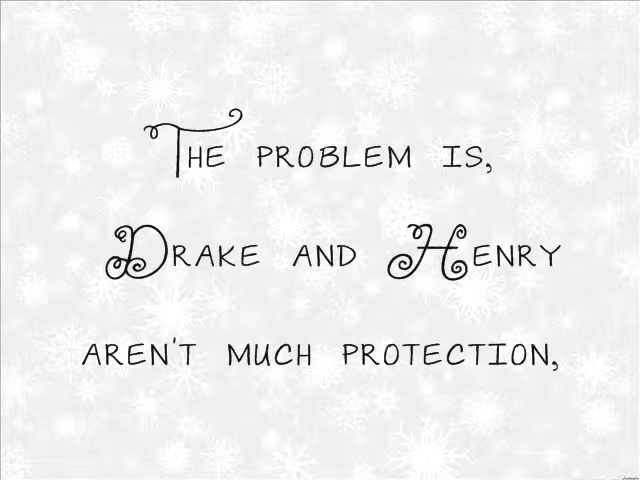 The problem is,
Drake and Henry
aren't much protection,